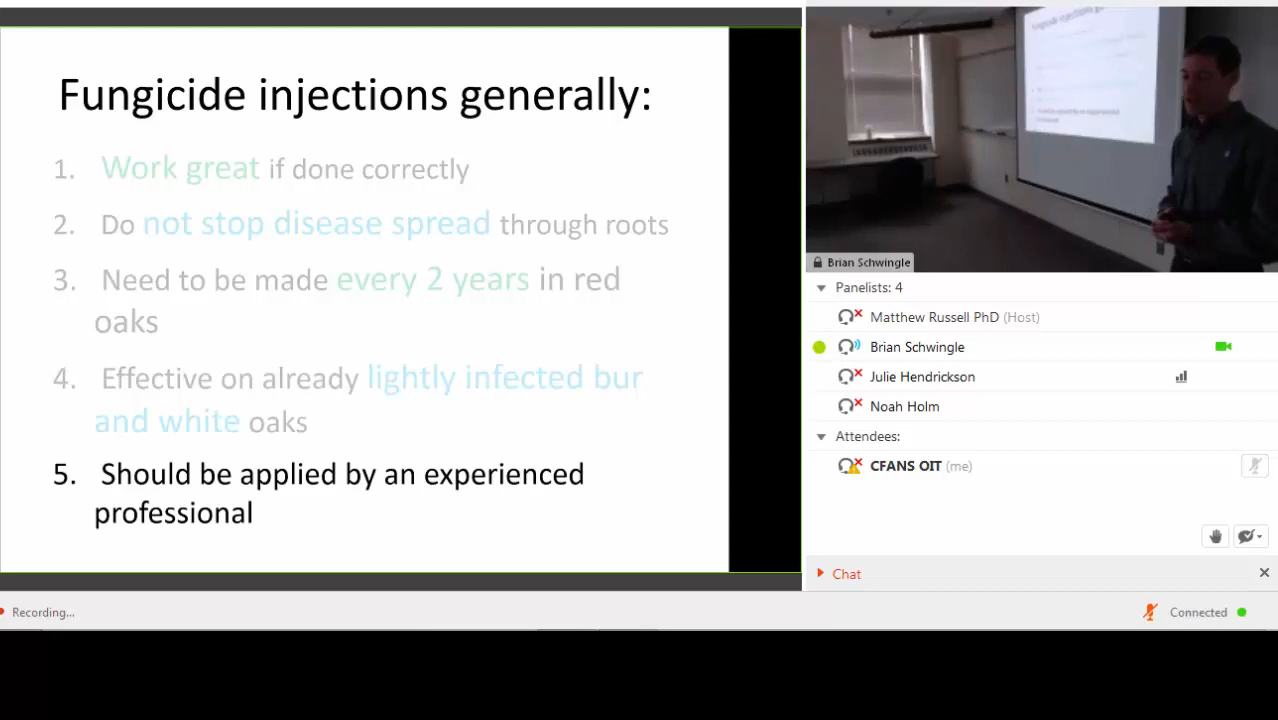 Fungicide injections generally:
1. Work great if done correctly
2. Do not stop disease spread through roots
3. Need to be made every 2 years in red
oaks
4. Effective on already lightly infected bur
and white oaks
5. Should be applied by an experienced
professional
Brian Schwingle
Panelists: 4
Matthew Russell PhD (Host)
Brian Schwingle
Julie Hendrickson
Noah Holm
Attendees:
CFANS OIT (me)
Chat
Recording...
Connected